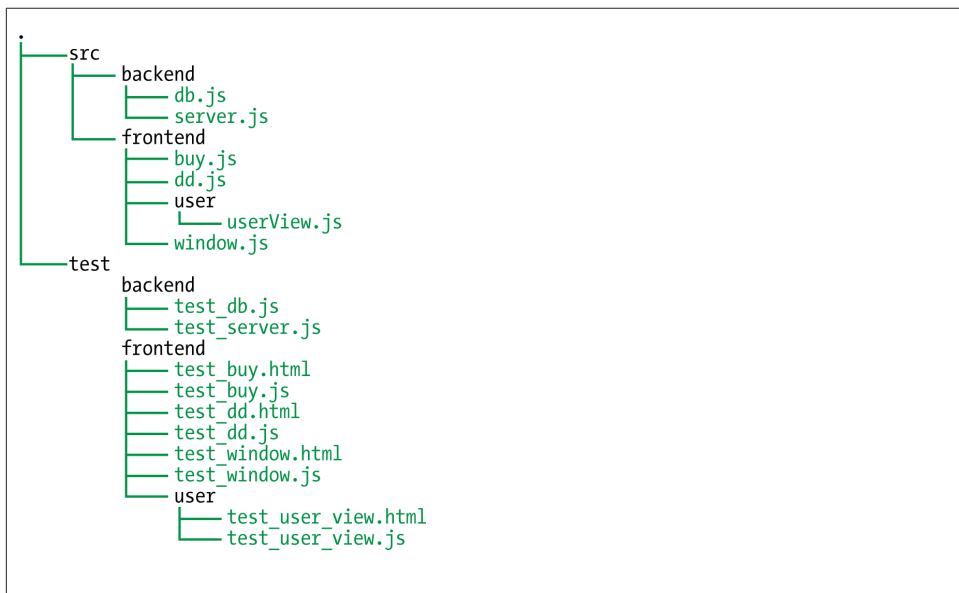 .
src
backend
db.js
server.js
frontend
buy.js
dd.js
user
userView.js
window.js
test
backend
test_db.js
test_server.js
frontend
test_buy.html
test_buy.js
test_dd.html
test_dd.js
test_window.html
test_window.js
user
test_user_view.html
test_user_view.js